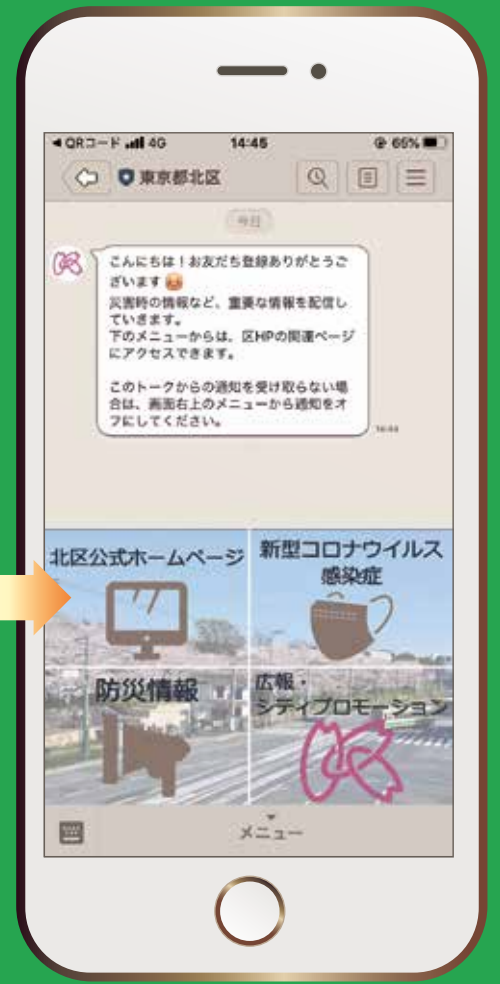 ◀ QRコード 4G 14:45 @ 65%
東京都北区
今日
こんにちは！お友だち登録ありがとうご
ざいます
災害時の情報など、重要な情報を配信し
ていきます。
下のメニューからは、区HPの関連ページ
にアクセスできます。
このトークからの通知を受け取らない場
合は、画面右上のメニューから通知をオ
フにしてください。
北区公式ホームページ
新型コロナウイルス
感染症
防災情報
広報・
シティプロモーション
メニュー